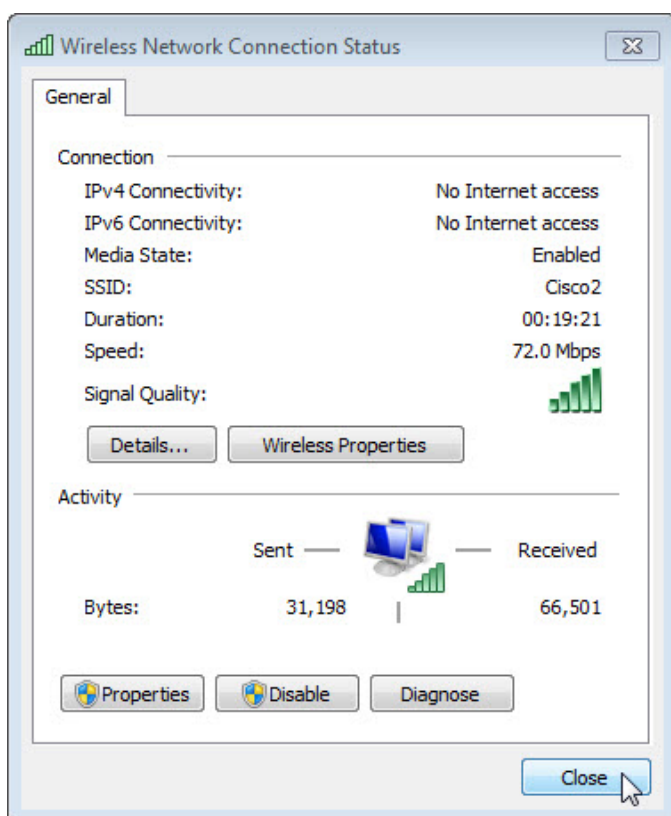 Wireless Network Connection Status
General
Connection
IPv4 Connectivity: No Internet access
IPv6 Connectivity: No Internet access
Media State: Enabled
SSID: Cisco2
Duration: 00:19:21
Speed: 72.0 Mbps
Signal Quality:
Details... Wireless Properties
Activity
Sent Received
Bytes: 31,198 66,501
Properties Disable Diagnose
Close